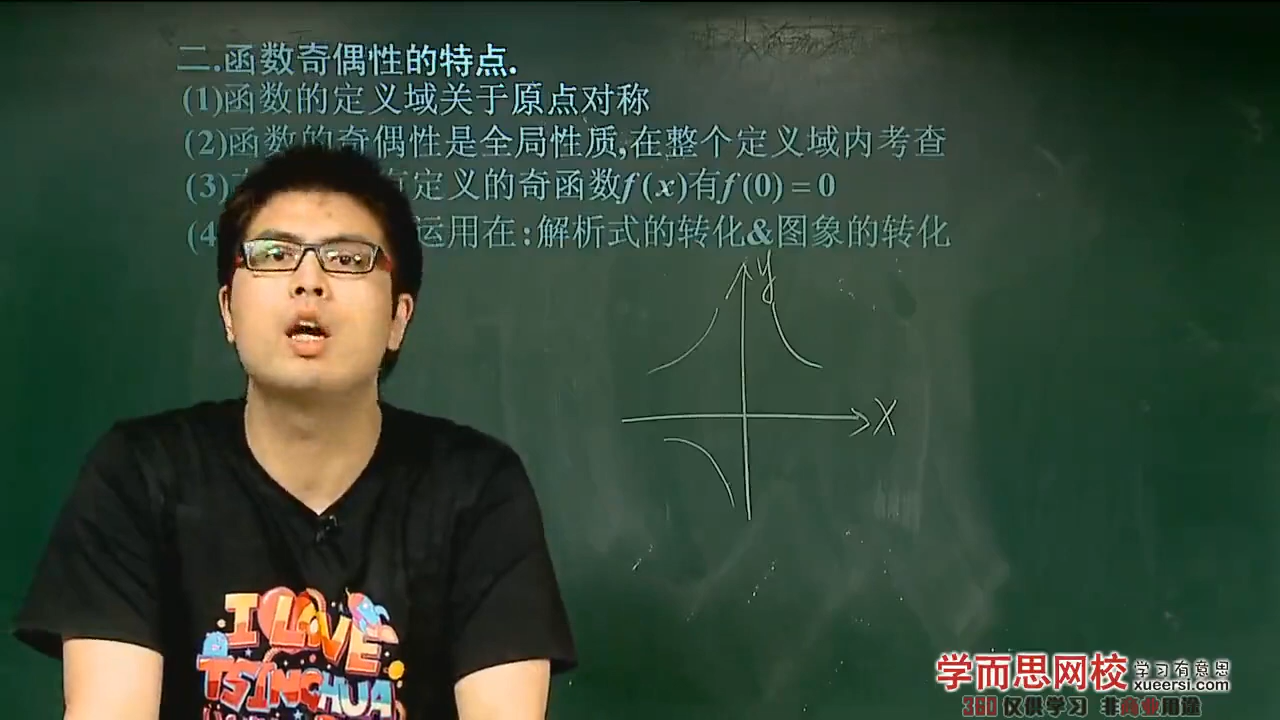 二.函数奇偶性的特点.
(1)函数的定义域关于原点对称
(2)函数的奇偶性是全局性质,在整个定义域内考查
(3) 有定义的奇函数f(x)有f(0)=0
(4 运用在:解析式的转化&图象的转化
y
x
I LOVE
TSINGHUA
学而思网校 学习有意思
xueersi.com
380 仅供学习 非商业用途